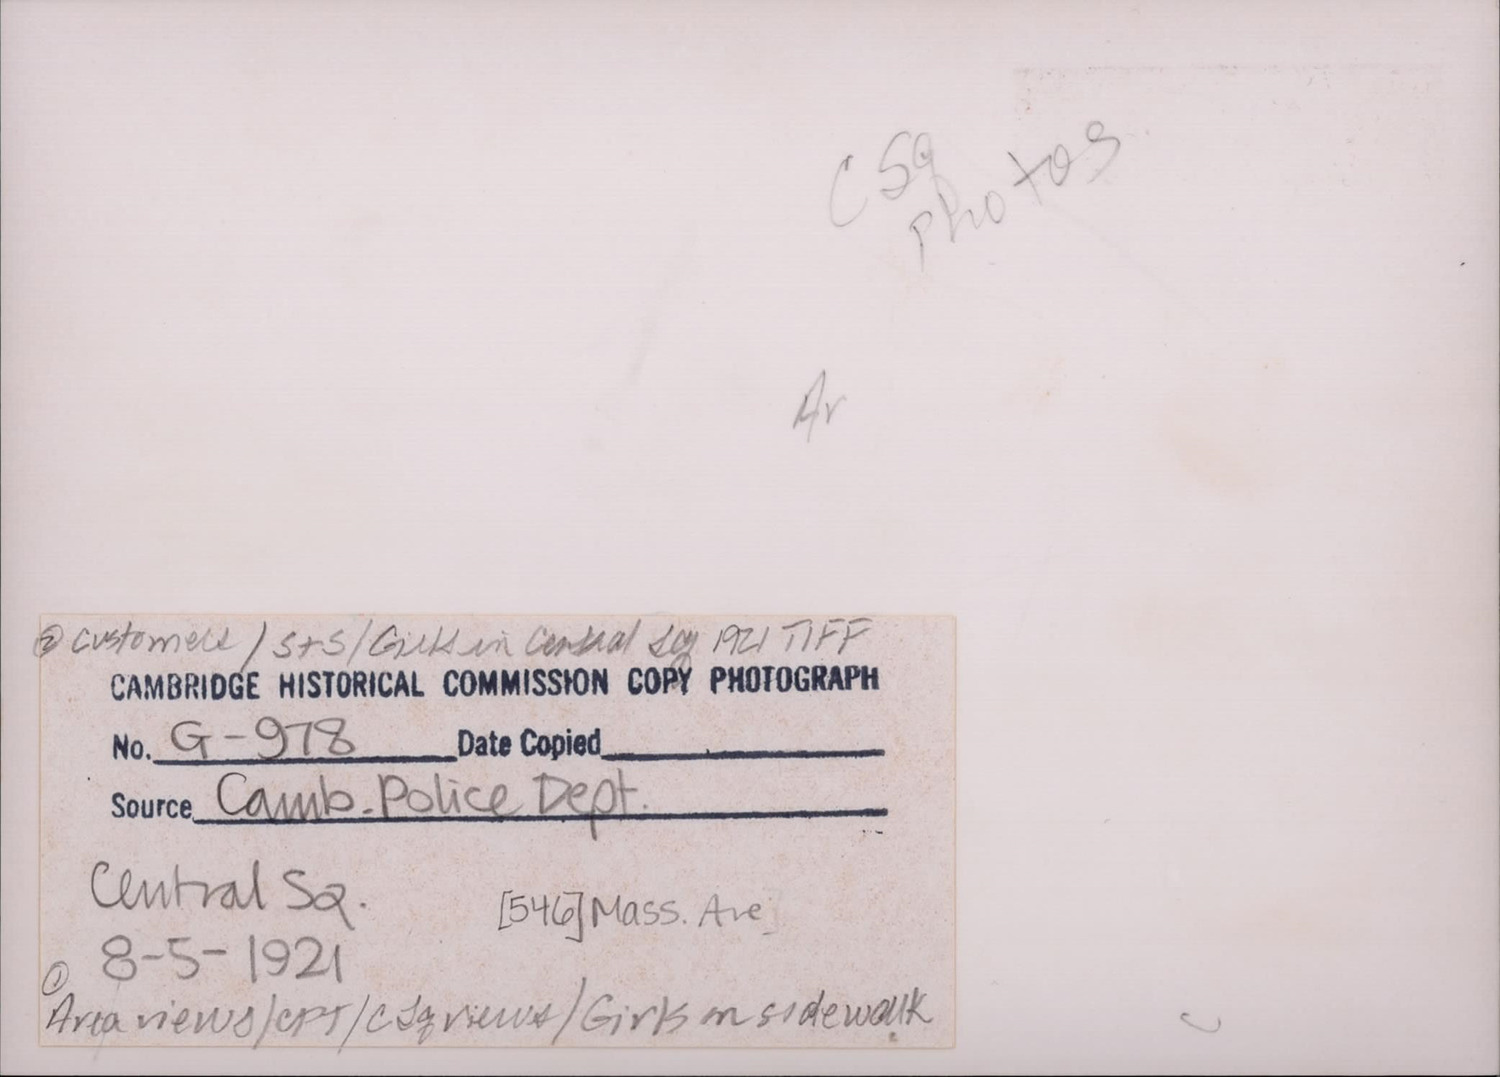 C Sq
Photos
Ar
② Customers / S+S / Girls in Central Sq 1921 TIFF
CAMBRIDGE HISTORICAL COMMISSION COPY PHOTOGRAPH
No. G-978 Date Copied
Source Camb. Police Dept.
Central Sq. [546] Mass. Ave
8-5-1921
①
Area views/CPJ/C Sq views/Girls on sidewalk